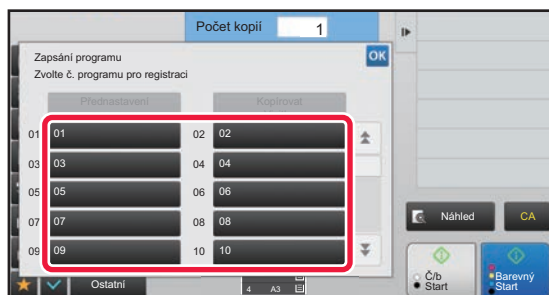 Počet kopií 1
Zapsání programu
OK
Zvolte č. programu pro registraci
Přednastavení
Kopírovat
01 01 02 02
03 03 04 04
05 05 06 06
07 07 08 08
09 09 10 10
Náhled
CA
Č/b
Start
Barevný
Start
Ostatní
4 A3